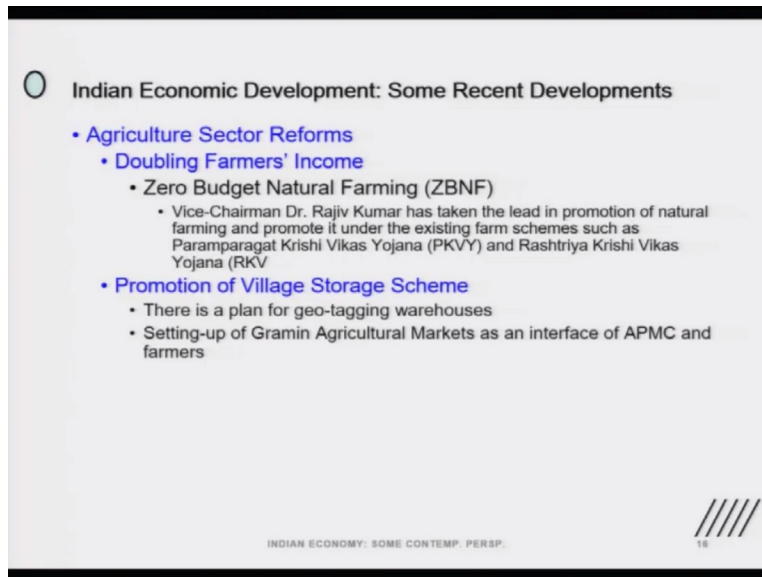 Indian Economic Development: Some Recent Developments
• Agriculture Sector Reforms
• Doubling Farmers' Income
• Zero Budget Natural Farming (ZBNF)
• Vice-Chairman Dr. Rajiv Kumar has taken the lead in promotion of natural
farming and promote it under the existing farm schemes such as
Paramparagat Krishi Vikas Yojana (PKVY) and Rashtriya Krishi Vikas
Yojana (RKV
• Promotion of Village Storage Scheme
• There is a plan for geo-tagging warehouses
• Setting-up of Gramin Agricultural Markets as an interface of APMC and
farmers
INDIAN ECONOMY: SOME CONTEMP. PERSP.
16